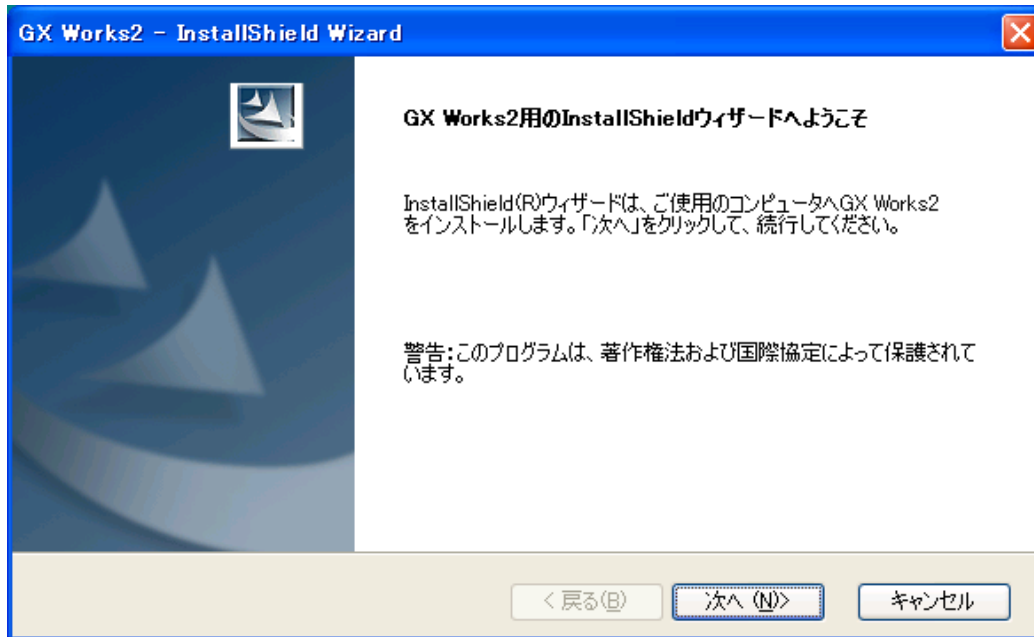 GX Works2 - InstallShield Wizard
GX Works2用のInstallShieldウィザードへようこそ
InstallShield(R)ウィザードは、ご使用のコンピュータへGX Works2
をインストールします。「次へ」をクリックして、続行してください。
警告:このプログラムは、著作権法および国際協定によって保護されて
います。
< 戻る(B)
次へ (N)>
キャンセル